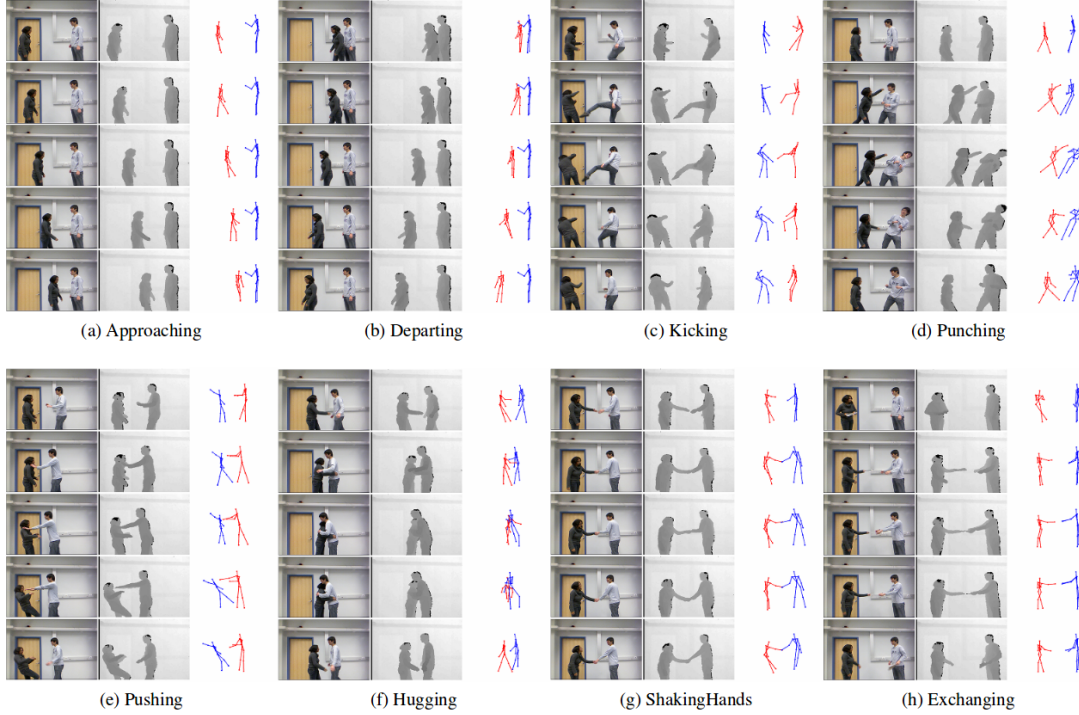 (a) Approaching
(b) Departing
(c) Kicking
(d) Punching
(e) Pushing
(f) Hugging
(g) ShakingHands
(h) Exchanging